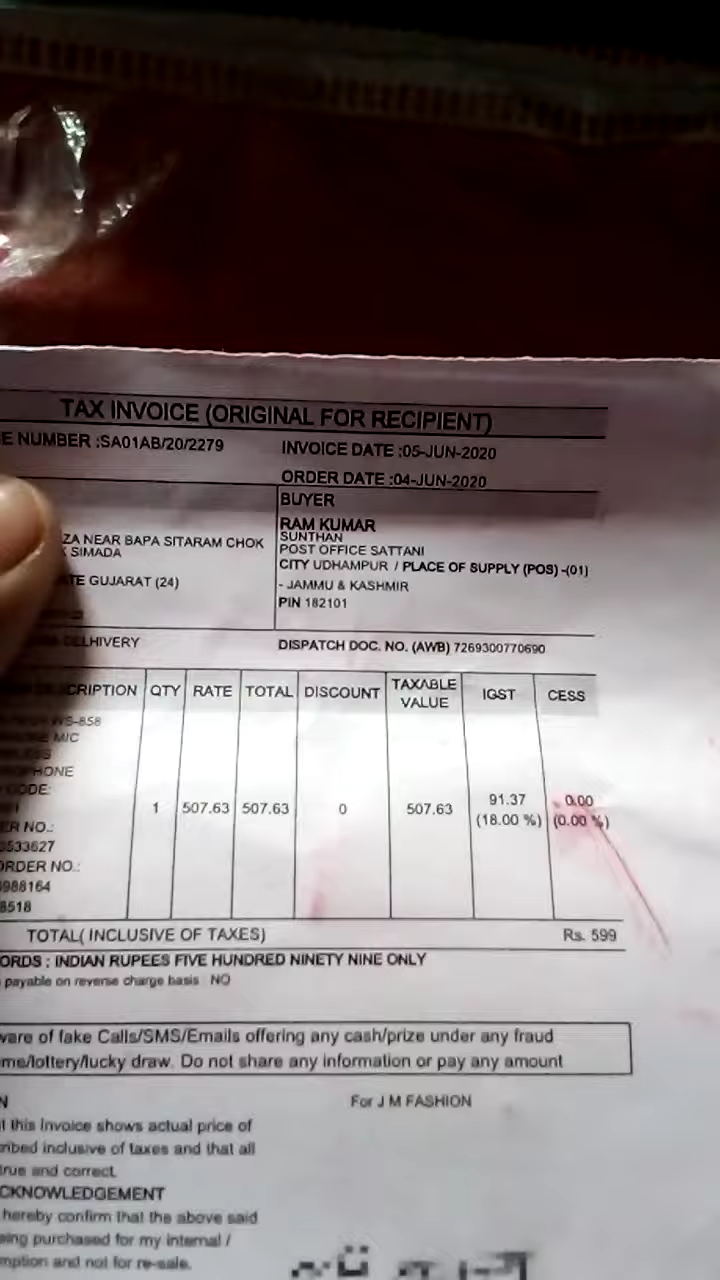 TAX INVOICE (ORIGINAL FOR RECIPIENT)
E NUMBER :SA01AB/20/2279
INVOICE DATE :05-JUN-2020
ORDER DATE :04-JUN-2020
BUYER
RAM KUMAR
SUNTHAN
POST OFFICE SATTANI
CITY UDHAMPUR / PLACE OF SUPPLY (POS) -(01)
- JAMMU & KASHMIR
PIN 182101
ZA NEAR BAPA SITARAM CHOK
SIMADA
TE GUJARAT (24)
DELHIVERY
DISPATCH DOC. NO. (AWB) 7269300770690
DESCRIPTION QTY RATE TOTAL DISCOUNT TAXABLE VALUE IGST CESS
WS-858
MIC
PHONE
CODE:
ER NO.:
3533627
ORDER NO.:
988164
8518
1 507.63 507.63 0 507.63 91.37 0.00
(18.00 %) (0.00 %)
TOTAL( INCLUSIVE OF TAXES) Rs. 599
ORDS : INDIAN RUPEES FIVE HUNDRED NINETY NINE ONLY
payable on reverse charge basis : NO
ware of fake Calls/SMS/Emails offering any cash/prize under any fraud
me/lottery/lucky draw. Do not share any information or pay any amount
N
For J M FASHION
t this Invoice shows actual price of
ribed inclusive of taxes and that all
true and correct.
CKNOWLEDGEMENT
hereby confirm that the above said
eing purchased for my internal /
mption and not for re-sale.